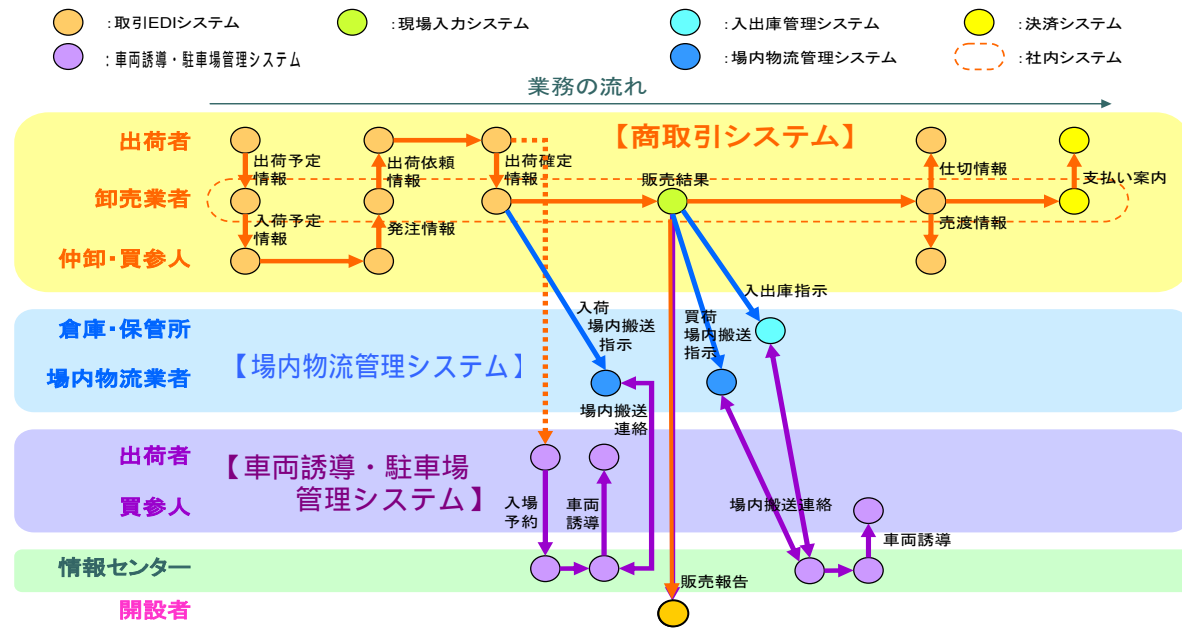 :取引EDIシステム
:現場入力システム
:入出庫管理システム
:決済システム
:車両誘導・駐車場管理システム
:場内物流管理システム
:社内システム
業務の流れ
出荷者
【商取引システム】
出荷予定
情報
出荷依頼
情報
出荷確定
情報
販売結果
仕切情報
支払い案内
卸売業者
入荷予定
情報
発注情報
売渡情報
仲卸・買参人
入出庫指示
入荷
場内搬送
指示
買荷
場内搬送
指示
倉庫・保管所
【場内物流管理システム】
場内物流業者
場内搬送
連絡
出荷者
【車両誘導・駐車場
管理システム】
買参人
入場
予約
車両
誘導
場内搬送連絡
車両誘導
情報センター
販売報告
開設者